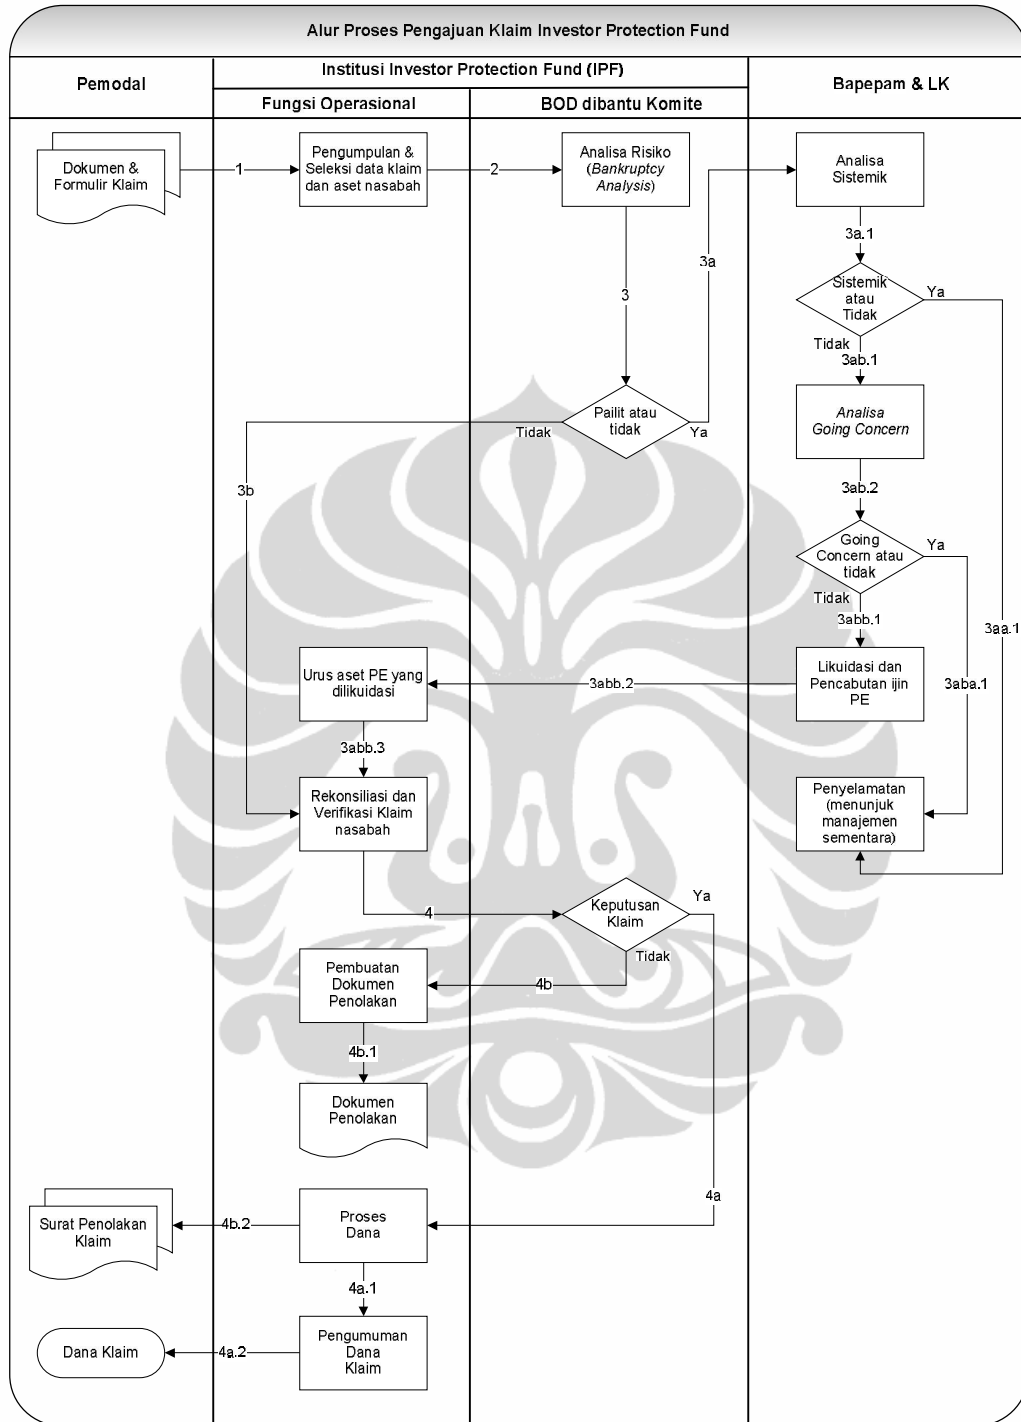 Alur Proses Pengajuan Klaim Investor Protection Fund
Pemodal
Institusi Investor Protection Fund (IPF)
Bapepam & LK
Fungsi Operasional
BOD dibantu Komite
Dokumen &
Formulir Klaim
1
Pengumpulan &
Seleksi data klaim
dan aset nasabah
2
Analisa Risiko
(Bankruptcy
Analysis)
3a
Analisa
Sistemik
3a.1
3
Sistemik
atau
Tidak
Ya
Tidak
3ab.1
Pailit atau
tidak
Tidak
Ya
Analisa
Going Concern
3b
3ab.2
Going
Concern atau
tidak
Ya
Tidak
3abb.1
3aa.1
Urus aset PE yang
dilikuidasi
3abb.2
Likuidasi dan
Pencabutan ijin
PE
3aba.1
3abb.3
Rekonsiliasi dan
Verifikasi Klaim
nasabah
Penyelamatan
(menunjuk
manajemen
sementara)
4
Keputusan
Klaim
Ya
Tidak
Pembuatan
Dokumen
Penolakan
4b
4b.1
Dokumen
Penolakan
4a
Surat Penolakan
Klaim
4b.2
Proses
Dana
4a.1
Dana Klaim
4a.2
Pengumuman
Dana
Klaim